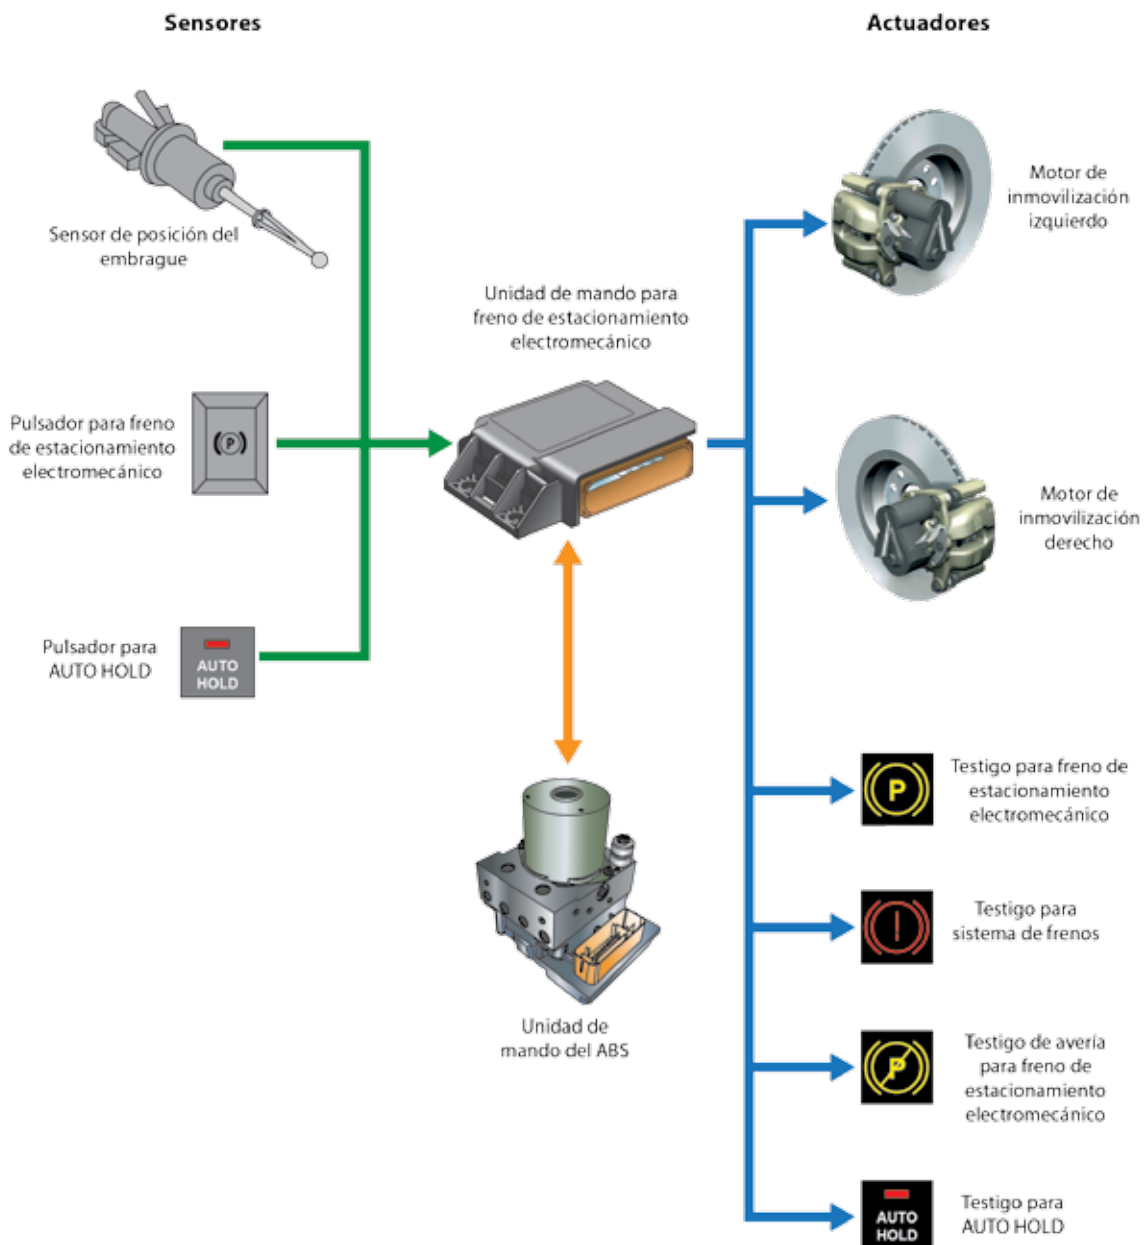 Sensores
Actuadores
Sensor de posición del
embrague
Motor de
inmovilización
izquierdo
Unidad de mando para
freno de estacionamiento
electromecánico
Pulsador para freno
de estacionamiento
electromecánico
(P)
Motor de
inmovilización
derecho
Pulsador para
AUTO HOLD
AUTO
HOLD
P
Testigo para freno de
estacionamiento
electromecánico
!
Testigo para
sistema de frenos
Unidad de
mando del ABS
P
Testigo de avería
para freno de
estacionamiento
electromecánico
AUTO
HOLD
Testigo para
AUTO HOLD